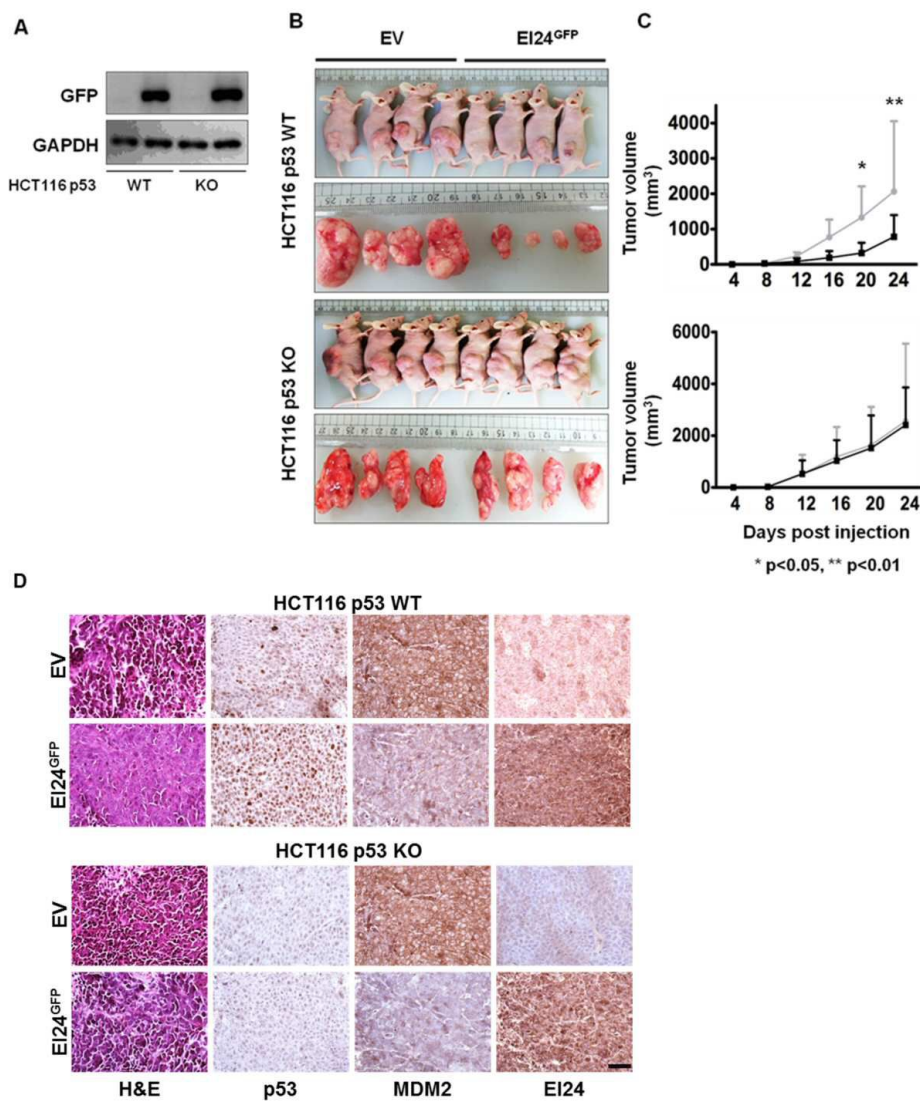 A
GFP
GAPDH
HCT116 p53 WT KO
B
EV EI24GFP
HCT116 p53 WT
HCT116 p53 KO
C
Tumor volume
(mm3)
4000
3000
2000
1000
0
4 8 12 16 20 24
*
**
Tumor volume
(mm3)
6000
4000
2000
0
4 8 12 16 20 24
Days post injection
* p<0.05, ** p<0.01
D
HCT116 p53 WT
EV
EI24GFP
HCT116 p53 KO
EV
EI24GFP
H&E p53 MDM2 EI24